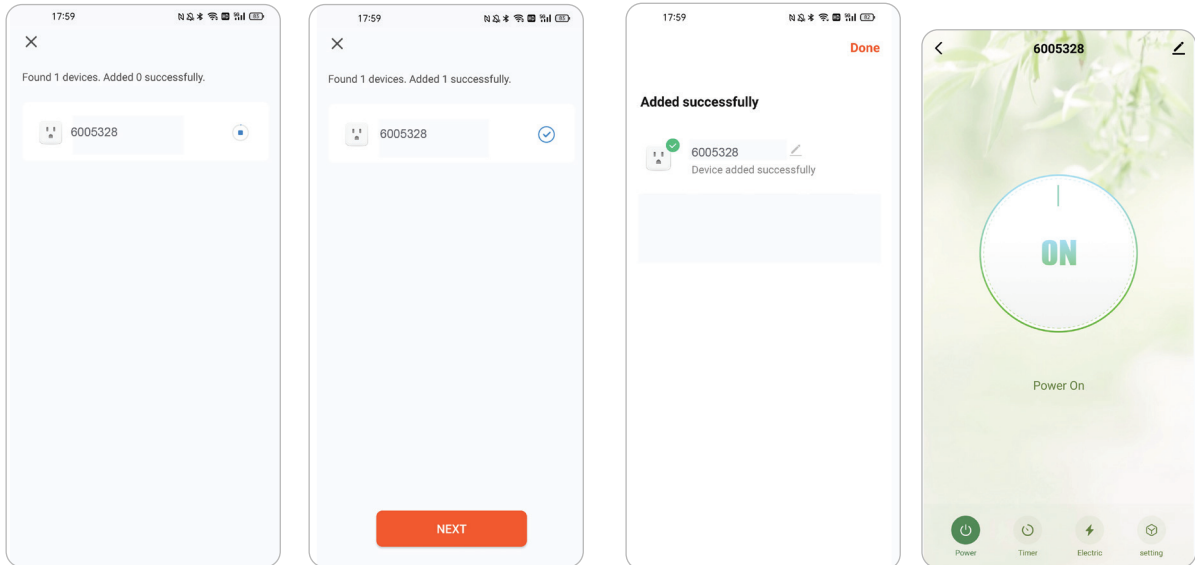 17:59
Found 1 devices. Added 0 successfully.
6005328
17:59
Found 1 devices. Added 1 successfully.
6005328
NEXT
17:59
Done
Added successfully
6005328
Device added successfully
6005328
ON
Power On
Power
Timer
Electric
setting